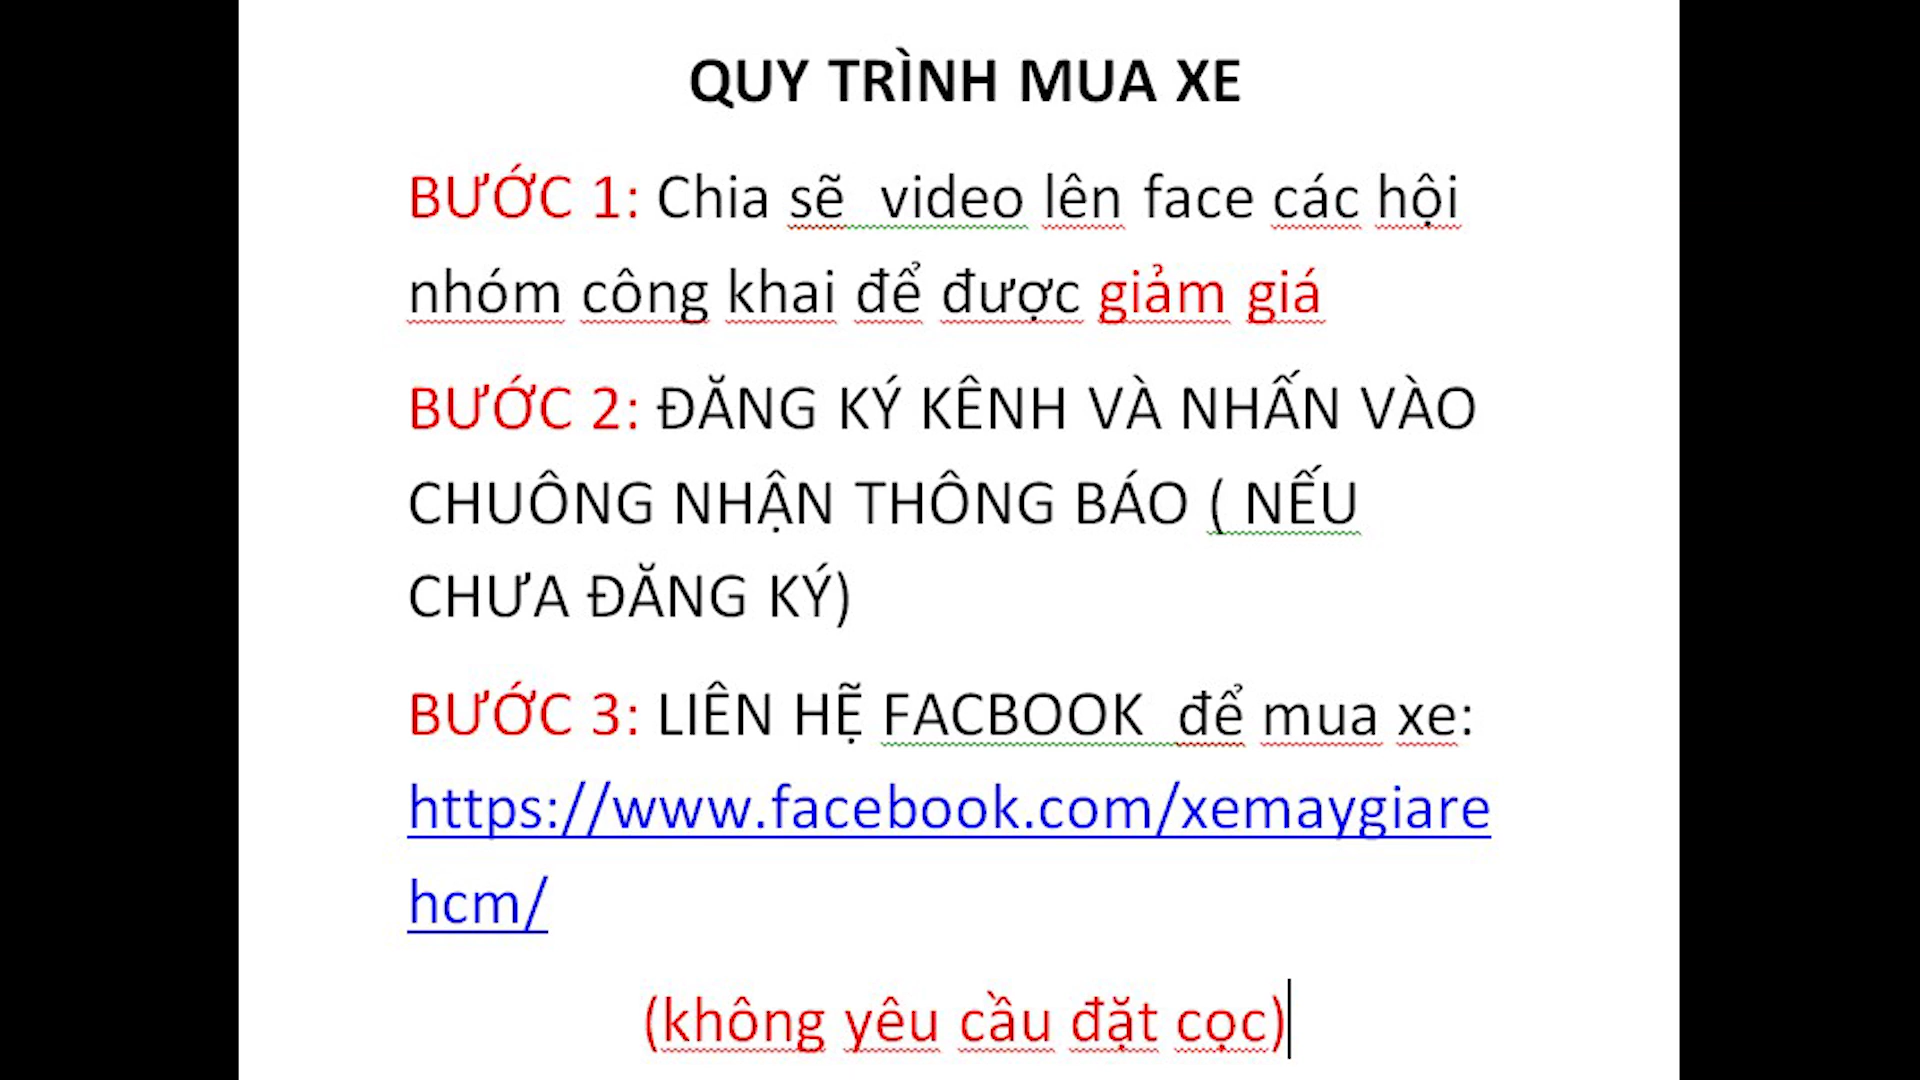 QUY TRÌNH MUA XE
BƯỚC 1: Chia sẽ  video lên face các hội
nhóm công khai để được giảm giá
BƯỚC 2: ĐĂNG KÝ KÊNH VÀ NHẤN VÀO
CHUÔNG NHẬN THÔNG BÁO ( NẾU
CHƯA ĐĂNG KÝ)
BƯỚC 3: LIÊN HẸ̃ FACBOOK  để mua xe:
https://www.facebook.com/xemaygiare
hcm/
(không yêu cầu đặt cọc)